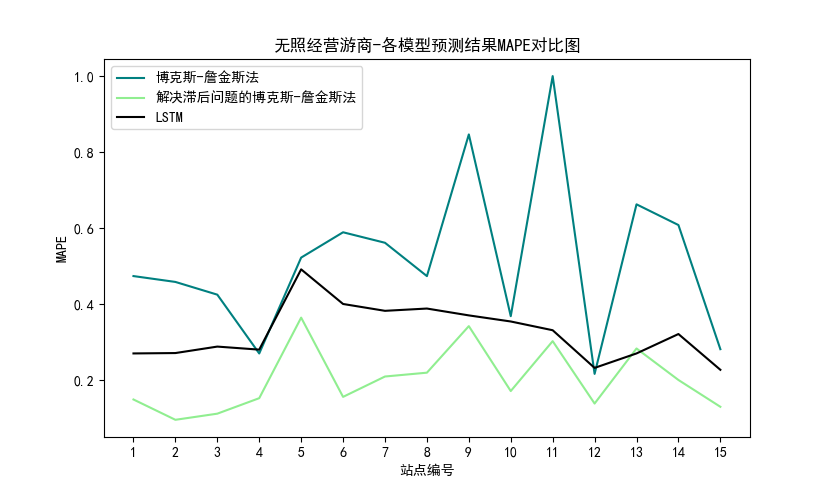 无照经营游商-各模型预测结果MAPE对比图
博克斯-詹金斯法
解决滞后问题的博克斯-詹金斯法
LSTM
MAPE
1.0
0.8
0.6
0.4
0.2
1 2 3 4 5 6 7 8 9 10 11 12 13 14 15
站点编号